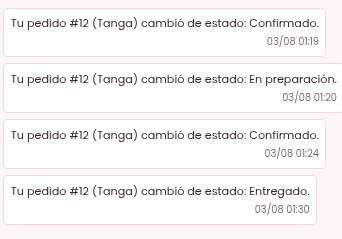 Tu pedido #12 (Tanga) cambió de estado: Confirmado.
03/08 01:19
Tu pedido #12 (Tanga) cambió de estado: En preparación.
03/08 01:20
Tu pedido #12 (Tanga) cambió de estado: Confirmado.
03/08 01:24
Tu pedido #12 (Tanga) cambió de estado: Entregado.
03/08 01:30